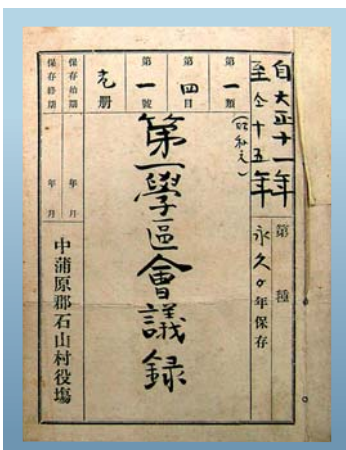 自大正十一年
至仝十五年
(昭和元)
第 種
永久〇年保存
第一類
第四目
第一號
壱册
保存始期 年 月
保存終期 年 月
第一學區會議録
中蒲原郡石山村役塲